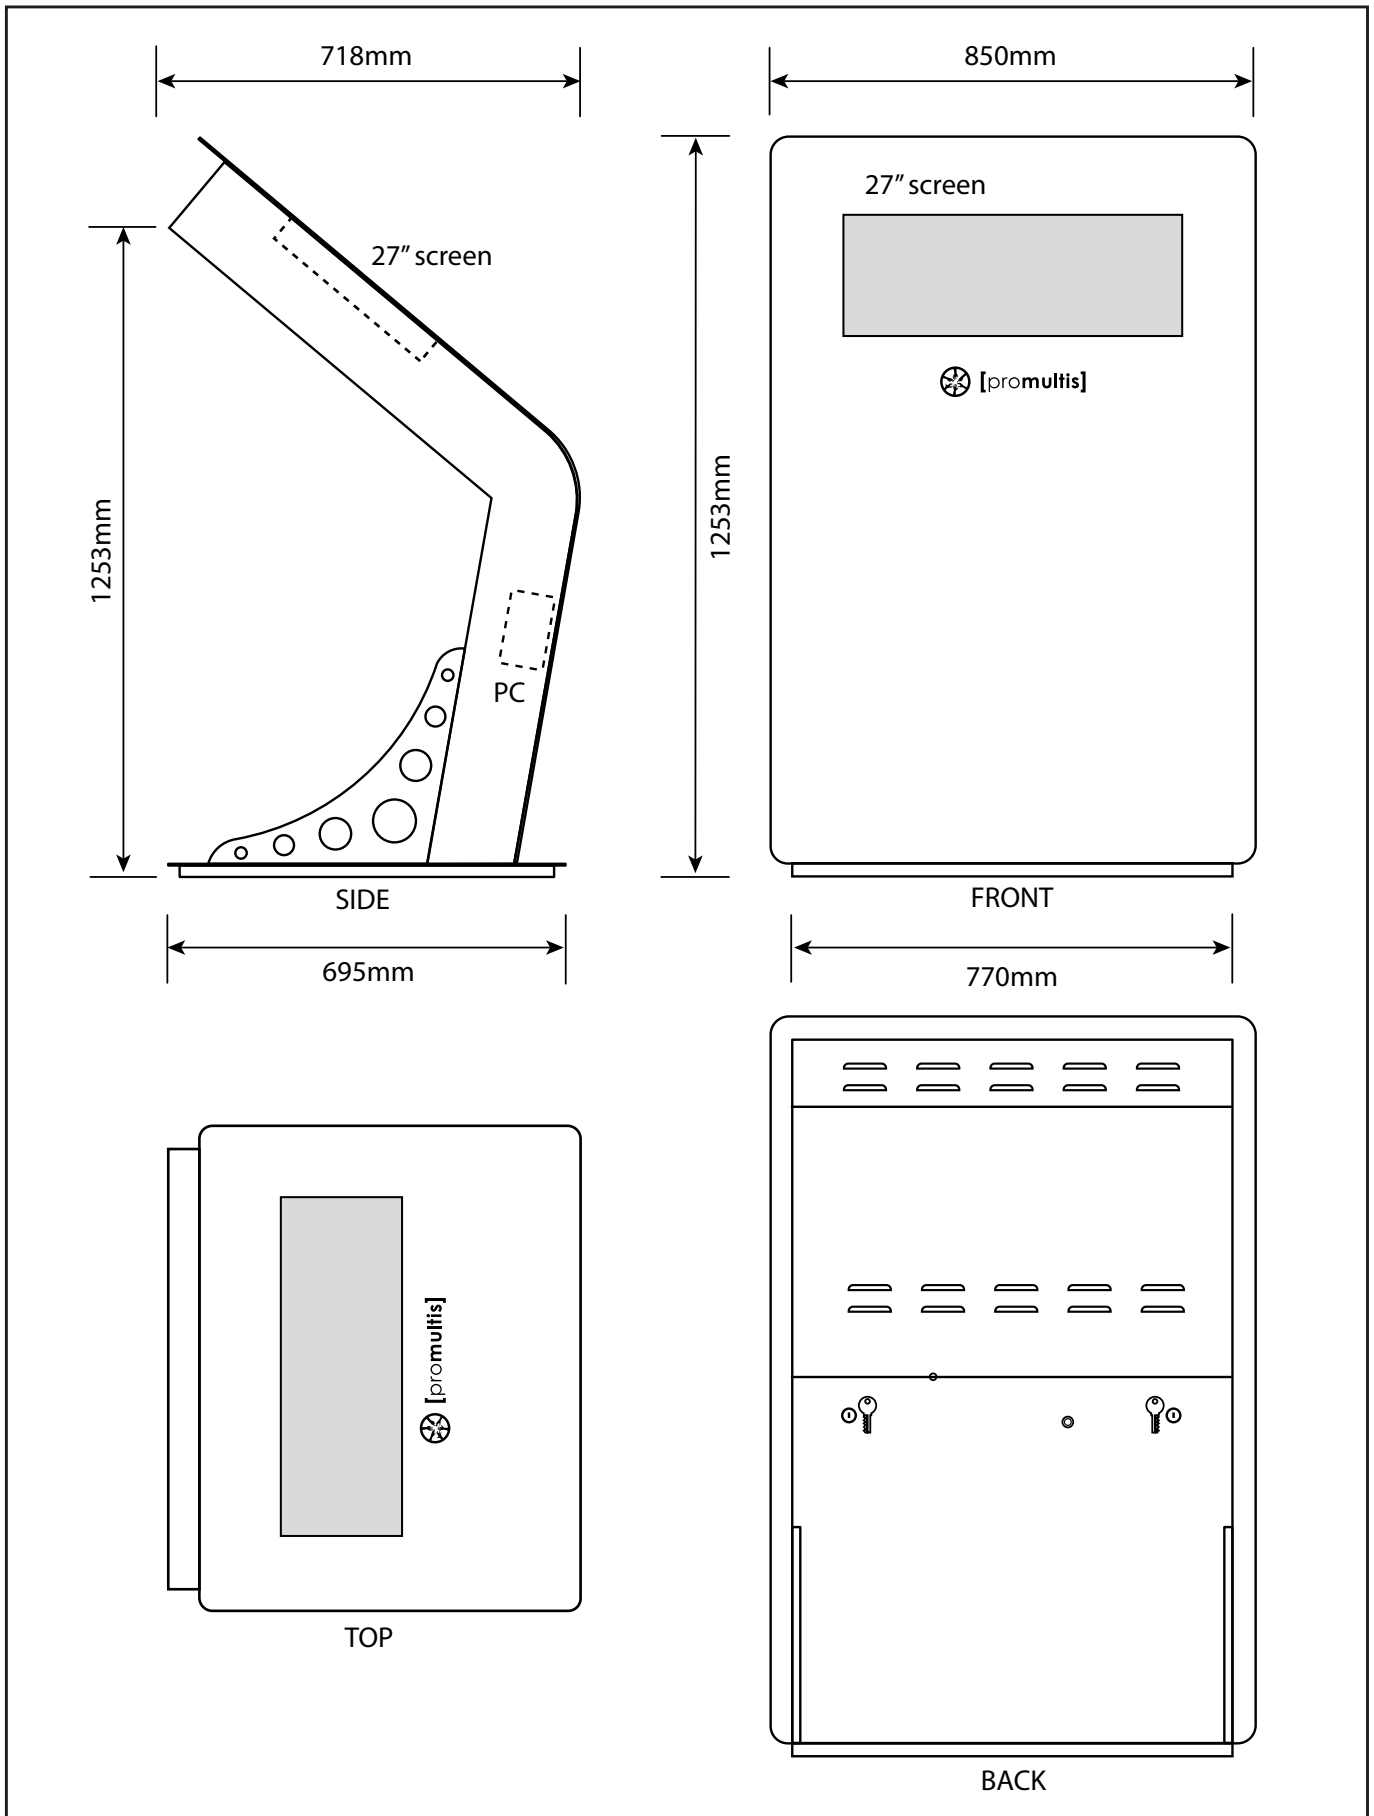 718mm
850mm
27” screen
27” screen
[promultis]
1253mm
1253mm
PC
SIDE
FRONT
695mm
770mm
[promultis]
TOP
BACK